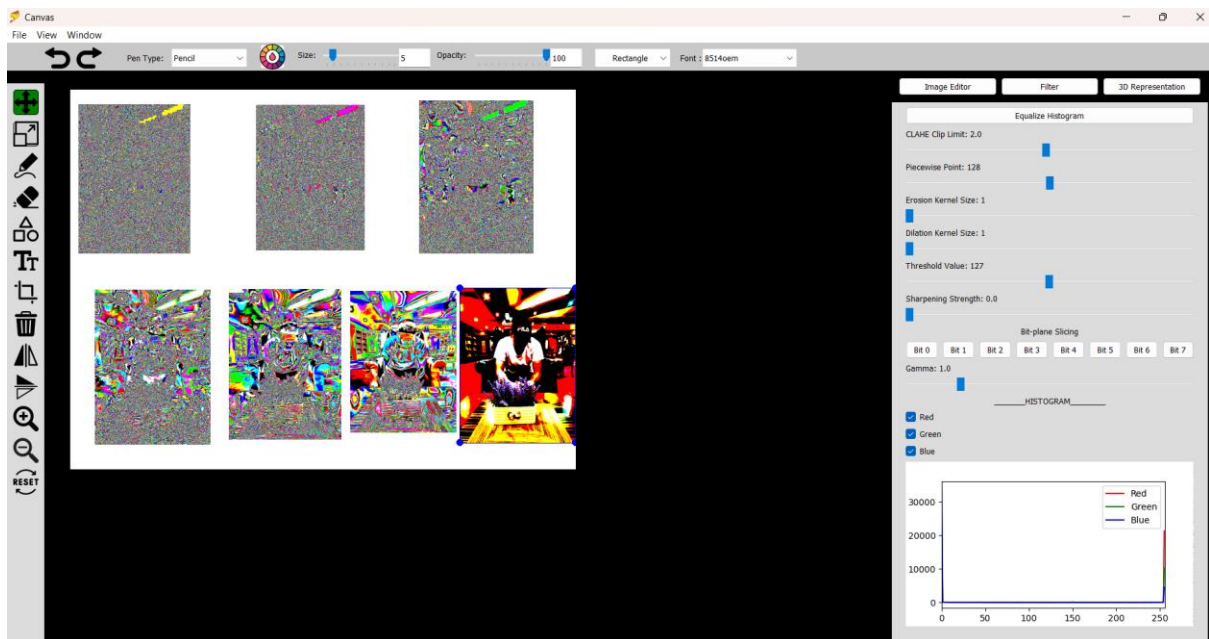 Canvas
File View Window
Pen Type: Pencil Size: 5 Opacity: 100 Rectangle Font : 8514oem
Image Editor Filter 3D Representation
Equalize Histogram
CLAHE Clip Limit: 2.0
Piecewise Point: 128
Erosion Kernel Size: 1
Dilation Kernel Size: 1
Threshold Value: 127
Sharpening Strength: 0.0
Bit-plane Slicing
Bit 0 Bit 1 Bit 2 Bit 3 Bit 4 Bit 5 Bit 6 Bit 7
Gamma: 1.0
______HISTOGRAM______
Red
Green
Blue
TT
RESET
Red
Green
Blue
30000
20000
10000
0
0 50 100 150 200 250